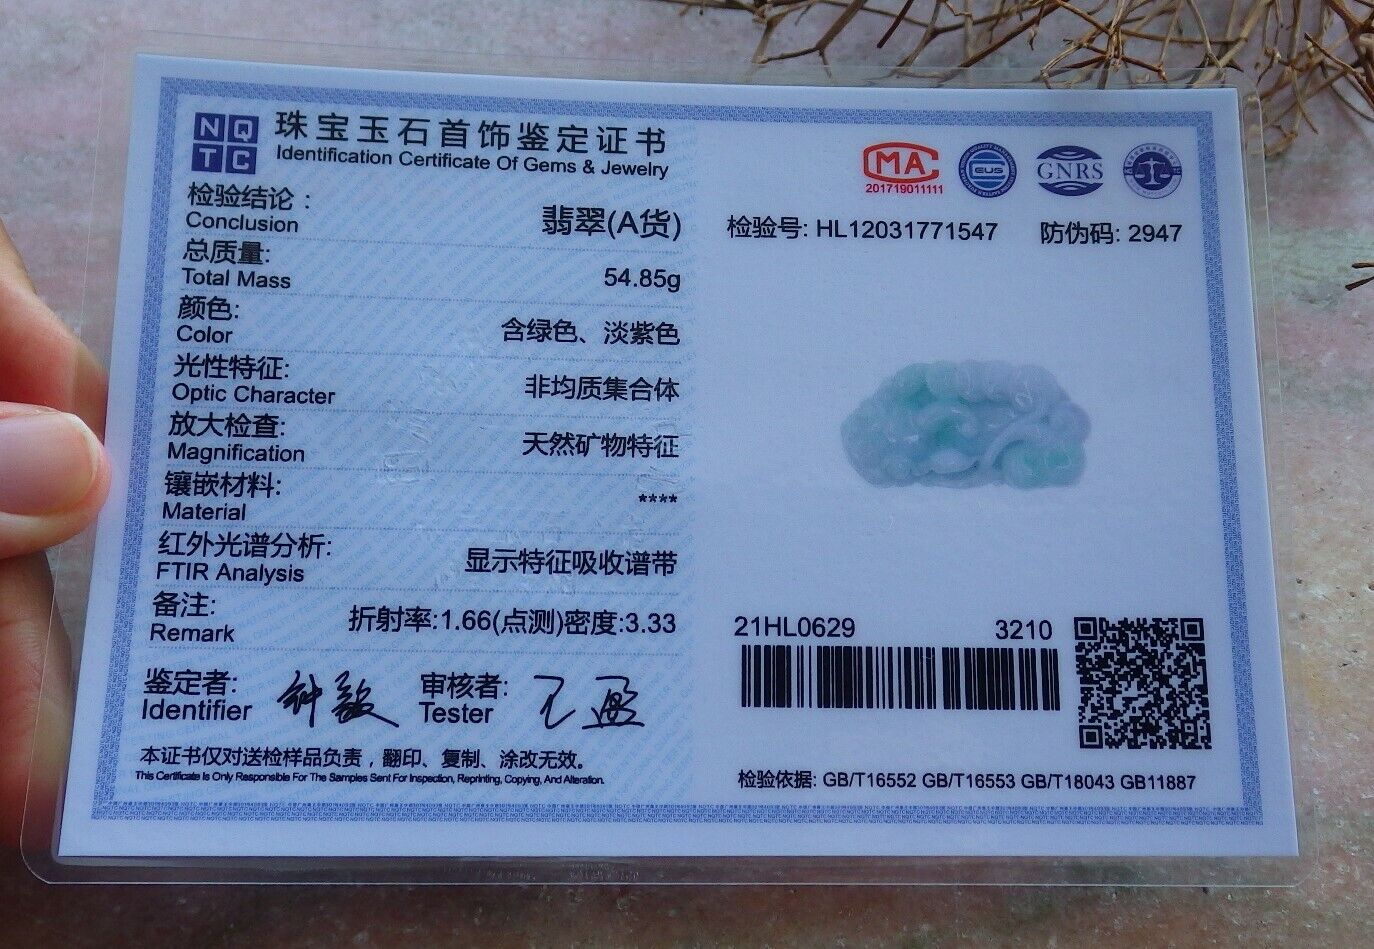 NQ
TC
珠宝玉石首饰鉴定证书
Identification Certificate Of Gems & Jewelry
检验结论:
Conclusion
翡翠(A货)
总质量:
Total Mass
54.85g
颜色:
Color
含绿色、淡紫色
光性特征:
Optic Character
非均质集合体
放大检查:
Magnification
天然矿物特征
镶嵌材料:
Material
****
红外光谱分析:
FTIR Analysis
显示特征吸收谱带
备注:
Remark
折射率:1.66(点测)密度:3.33
鉴定者:
Identifier
审核者:
Tester
本证书仅对送检样品负责，翻印、复制、涂改无效。
This Certificate Is Only Responsible For The Samples Sent For Inspection, Reprinting, Copying, And Alteration.
MA
201719011111
GNRS
检验号: HL12031771547 防伪码: 2947
21HL0629 3210
检验依据: GB/T16552 GB/T16553 GB/T18043 GB11887